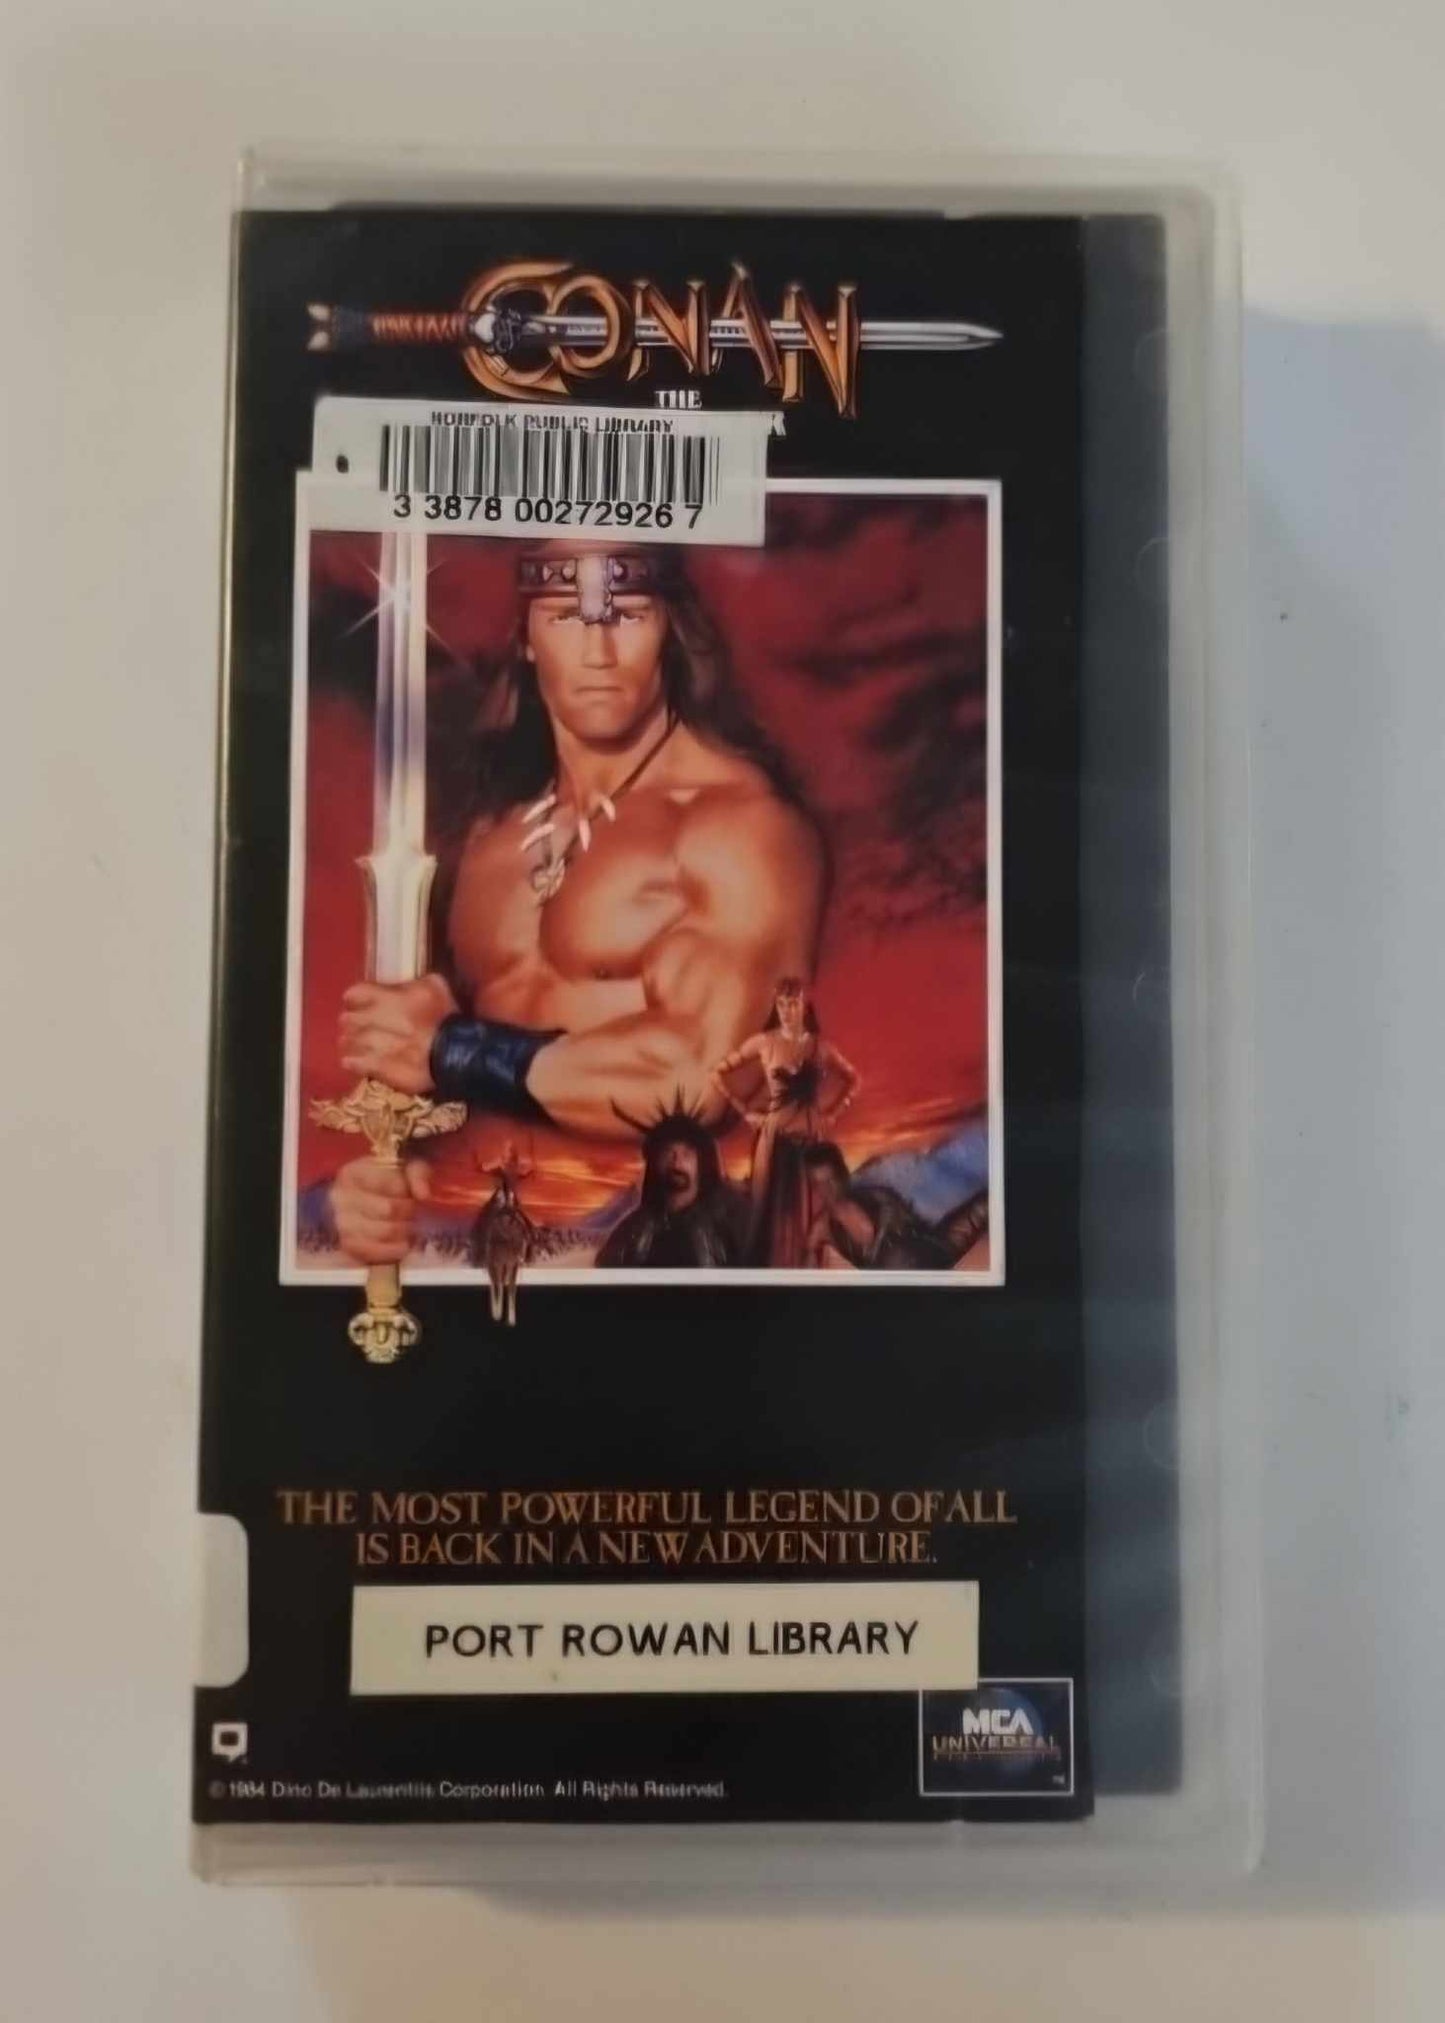 CONAN
THE
NORFOLK PUBLIC LIBRARY
3 3878 00272926 7
THE MOST POWERFUL LEGEND OF ALL
IS BACK IN A NEW ADVENTURE.
PORT ROWAN LIBRARY
MCA
UNIVERSAL
TM
© 1984 Dino De Laurentiis Corporation. All Rights Reserved.